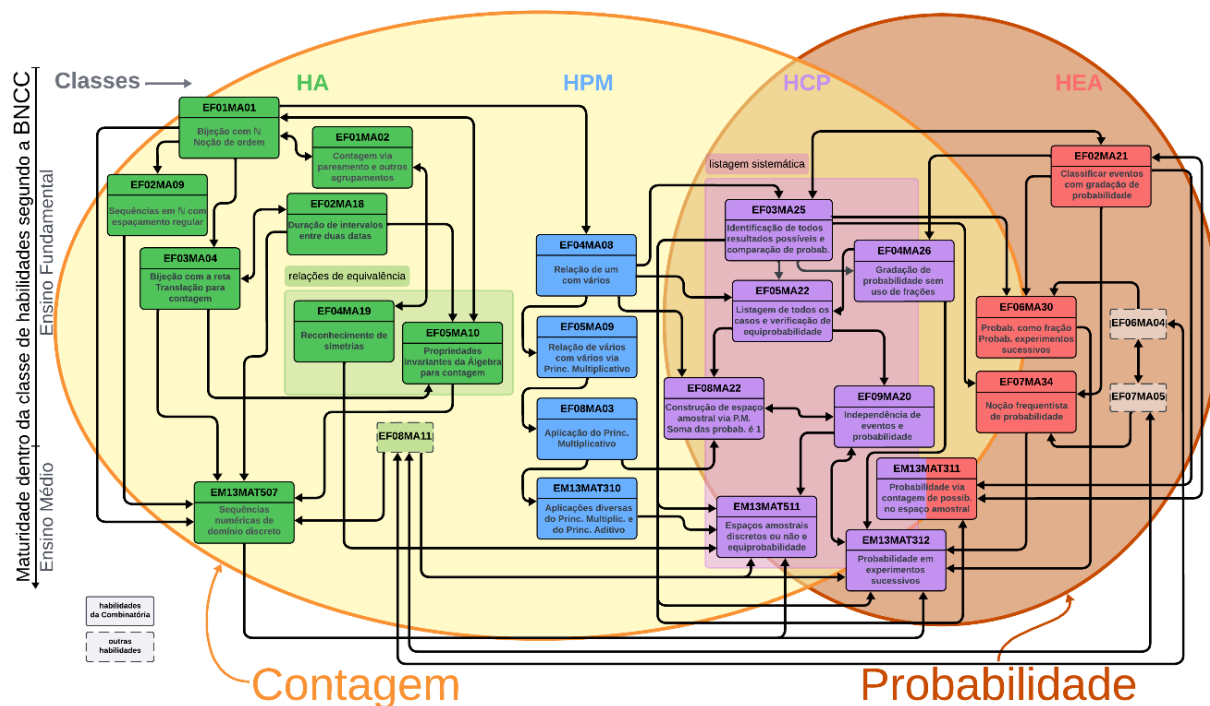 Classes
HA
HPM
HCP
HEA
Maturidade dentro da classe de habilidades segundo a BNCC
Ensino Fundamental
Ensino Médio
EF01MA01
Bijeção com ℕ
Noção de ordem
EF01MA02
Contagem via
pareamento e outros
agrupamentos
EF02MA09
Sequências em ℕ com
espaçamento regular
EF02MA18
Duração de intervalos
entre duas datas
EF03MA04
Bijeção com a reta
Translação para
contagem
relações de equivalência
EF04MA19
Reconhecimento de
simetrias
EF05MA10
Propriedades
invariantes da Álgebra
para contagem
EF08MA11
EM13MAT507
Sequências
numéricas de
domínio discreto
EF04MA08
Relação de um
com vários
EF05MA09
Relação de vários
com vários via
Princ. Multiplicativo
EF08MA03
Aplicação do Princ.
Multiplicativo
EM13MAT310
Aplicações diversas
do Princ. Multiplic. e
do Princ. Aditivo
listagem sistemática
EF03MA25
Identificação de todos
resultados possíveis e
comparação de probab.
EF04MA26
Gradação de
probabilidade sem
uso de frações
EF05MA22
Listagem de todos os
casos e verificação de
equiprobabilidade
EF08MA22
Construção de espaço
amostral via P.M.
Soma das probab. é 1
EF09MA20
Independência de
eventos e
probabilidade
EM13MAT311
Probabilidade via
contagem de possib.
no espaço amostral
EM13MAT511
Espaços amostrais
discretos ou não e
equiprobabilidade
EM13MAT312
Probabilidade em
experimentos
sucessivos
EF02MA21
Classificar eventos
com gradação de
probabilidade
EF06MA30
Probab. como fração
Probab. experimentos
sucessivos
EF06MA04
EF07MA34
Noção frequentista
de probabilidade
EF07MA05
habilidades
da Combinatória
outras
habilidades
Contagem
Probabilidade